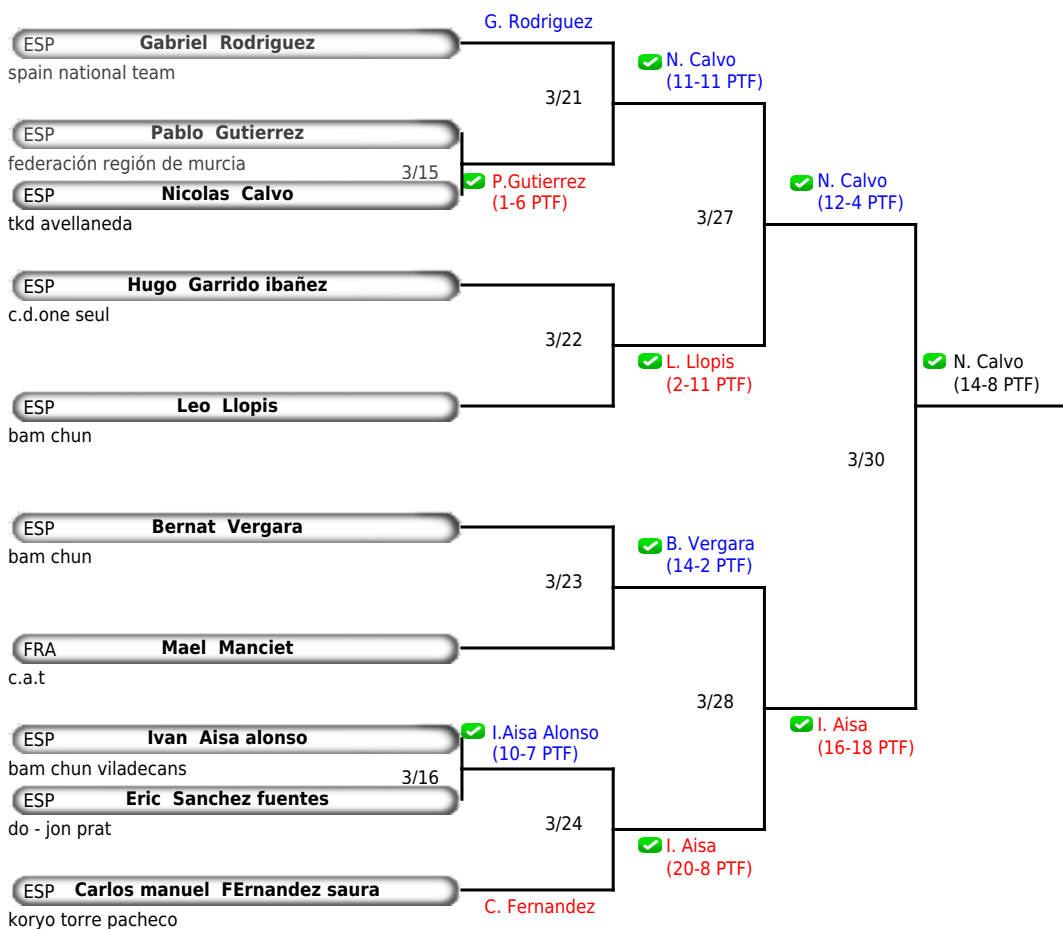 G. Rodriguez
ESP Gabriel Rodriguez
spain national team
N. Calvo
(11-11 PTF)
3/21
ESP Pablo Gutierrez
federación región de murcia
3/15
ESP Nicolas Calvo
tkd avellaneda
P.Gutierrez
(1-6 PTF)
N. Calvo
(12-4 PTF)
3/27
ESP Hugo Garrido ibañez
c.d.one seul
3/22
L. Llopis
(2-11 PTF)
N. Calvo
(14-8 PTF)
ESP Leo Llopis
bam chun
3/30
ESP Bernat Vergara
bam chun
B. Vergara
(14-2 PTF)
3/23
FRA Mael Manciet
c.a.t
3/28
ESP Ivan Aisa alonso
bam chun viladecans
I.Aisa Alonso
(10-7 PTF)
I. Aisa
(16-18 PTF)
3/16
ESP Eric Sanchez fuentes
do - jon prat
3/24
I. Aisa
(20-8 PTF)
ESP Carlos manuel FErnandez saura
koryo torre pacheco
C. Fernandez